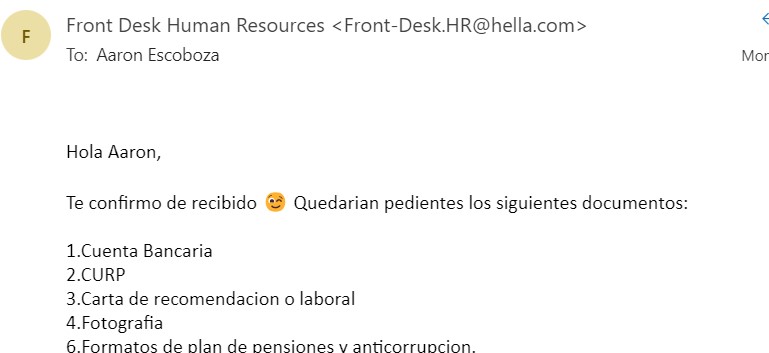 F
Front Desk Human Resources <Front-Desk.HR@hella.com>
To: Aaron Escoboza
Mor
Hola Aaron,
Te confirmo de recibido 😉 Quedarian pedientes los siguientes documentos:
1.Cuenta Bancaria
2.CURP
3.Carta de recomendacion o laboral
4.Fotografia
6.Formatos de plan de pensiones y anticorrupcion.